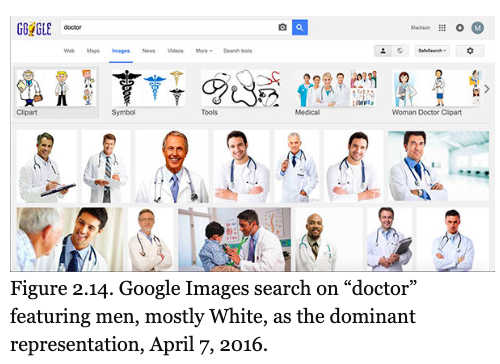 GOOGLE doctor
Madison M
Web Maps Images News Videos More Search tools SafeSearch
Clipart Symbol Tools Medical Woman Doctor Clipart
Figure 2.14. Google Images search on “doctor”
featuring men, mostly White, as the dominant
representation, April 7, 2016.